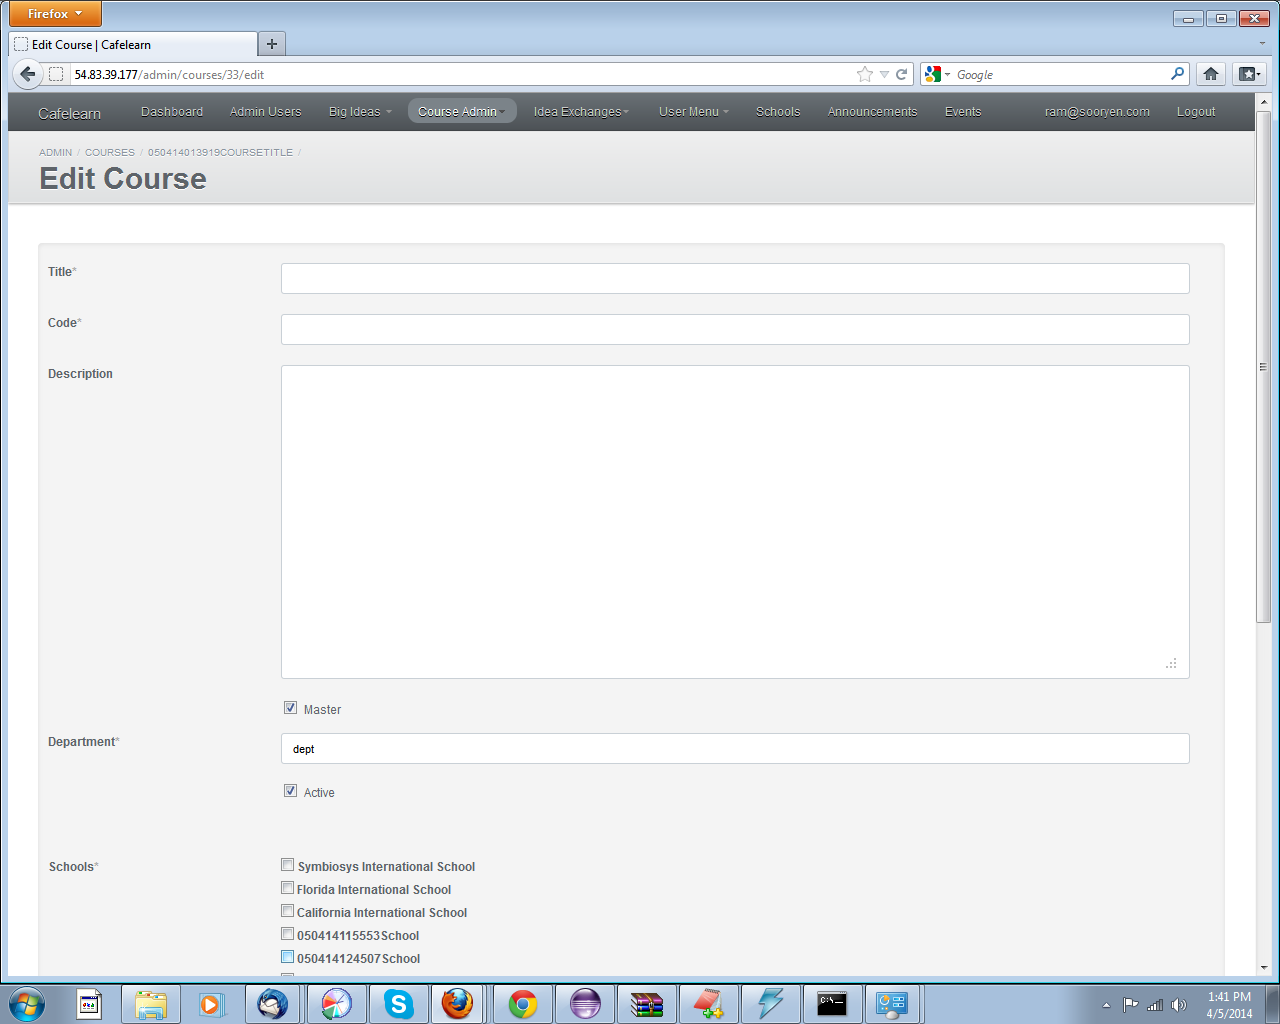 Firefox
Edit Course | Cafelearn
54.83.39.177/admin/courses/33/edit
Google
Cafelearn Dashboard Admin Users Big Ideas Course Admin Idea Exchanges User Menu Schools Announcements Events ram@sooryen.com Logout
ADMIN / COURSES / 050414013919COURSETITLE /
Edit Course
Title*
Code*
Description
Master
Department* dept
Active
Schools* Symbiosys International School
Florida International School
California International School
050414115553School
050414124507School
1:41 PM
4/5/2014